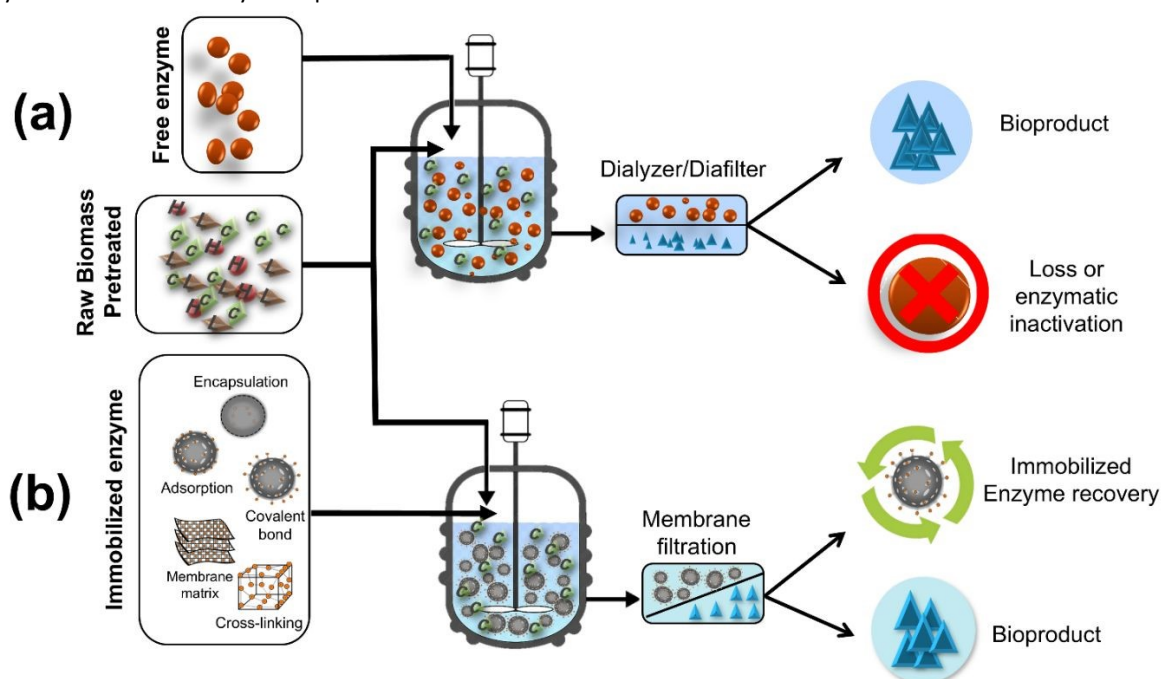 (a)
Free enzyme
Raw Biomass
Pretreated
H
L
C
Dialyzer/Diafilter
Bioproduct
Loss or
enzymatic
inactivation
(b)
Immobilized enzyme
Encapsulation
Adsorption
Covalent
bond
Membrane
matrix
Cross-linking
Membrane
filtration
Immobilized
Enzyme recovery
Bioproduct